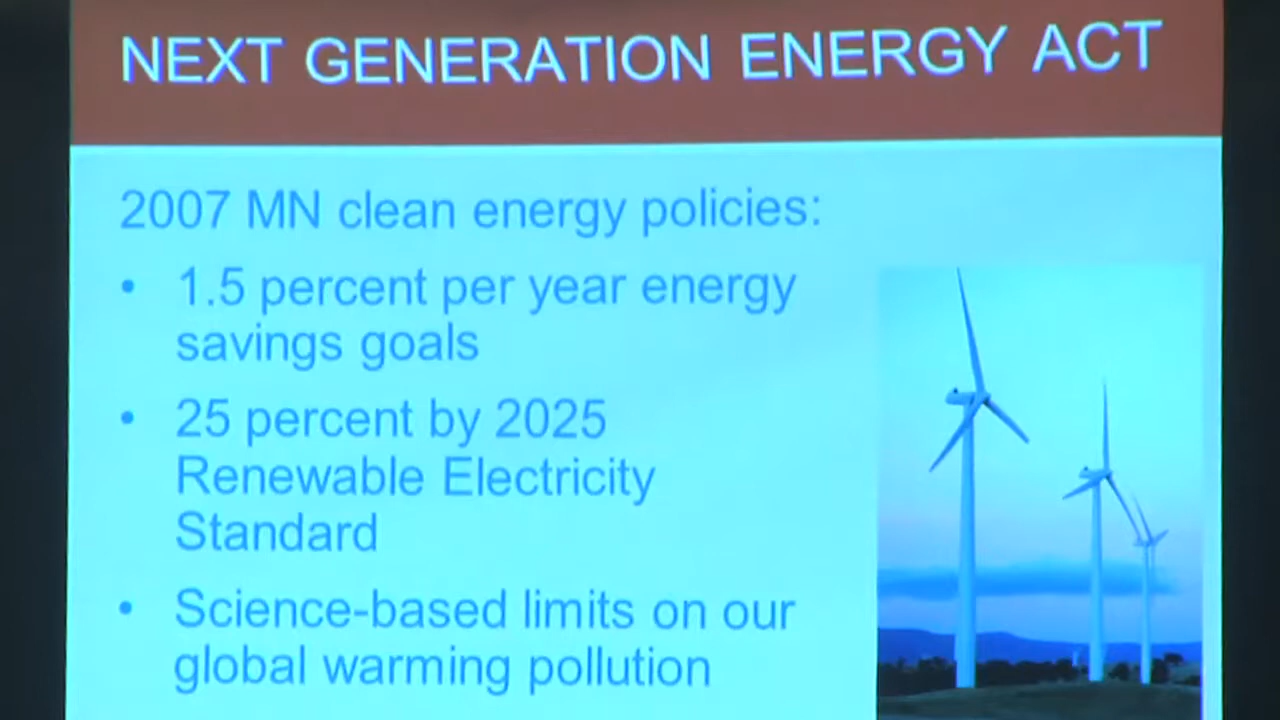 NEXT GENERATION ENERGY ACT
2007 MN clean energy policies:
• 1.5 percent per year energy
savings goals
• 25 percent by 2025
Renewable Electricity
Standard
• Science-based limits on our
global warming pollution